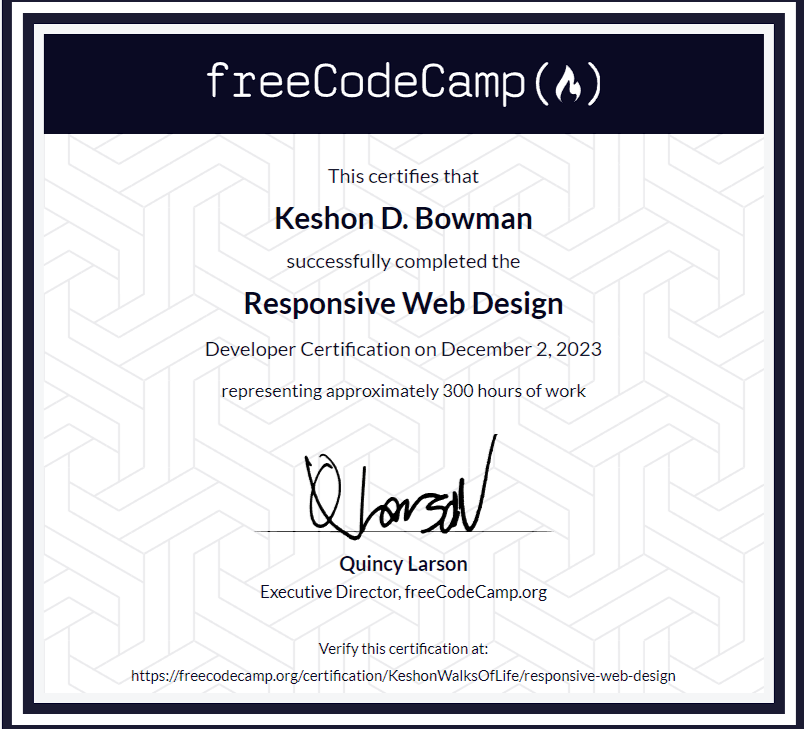 freeCodeCamp(🔥)
This certifies that
Keshon D. Bowman
successfully completed the
Responsive Web Design
Developer Certification on December 2, 2023
representing approximately 300 hours of work
Q Larson
Quincy Larson
Executive Director, freeCodeCamp.org
Verify this certification at:
https://freecodecamp.org/certification/KeshonWalksOfLife/responsive-web-design